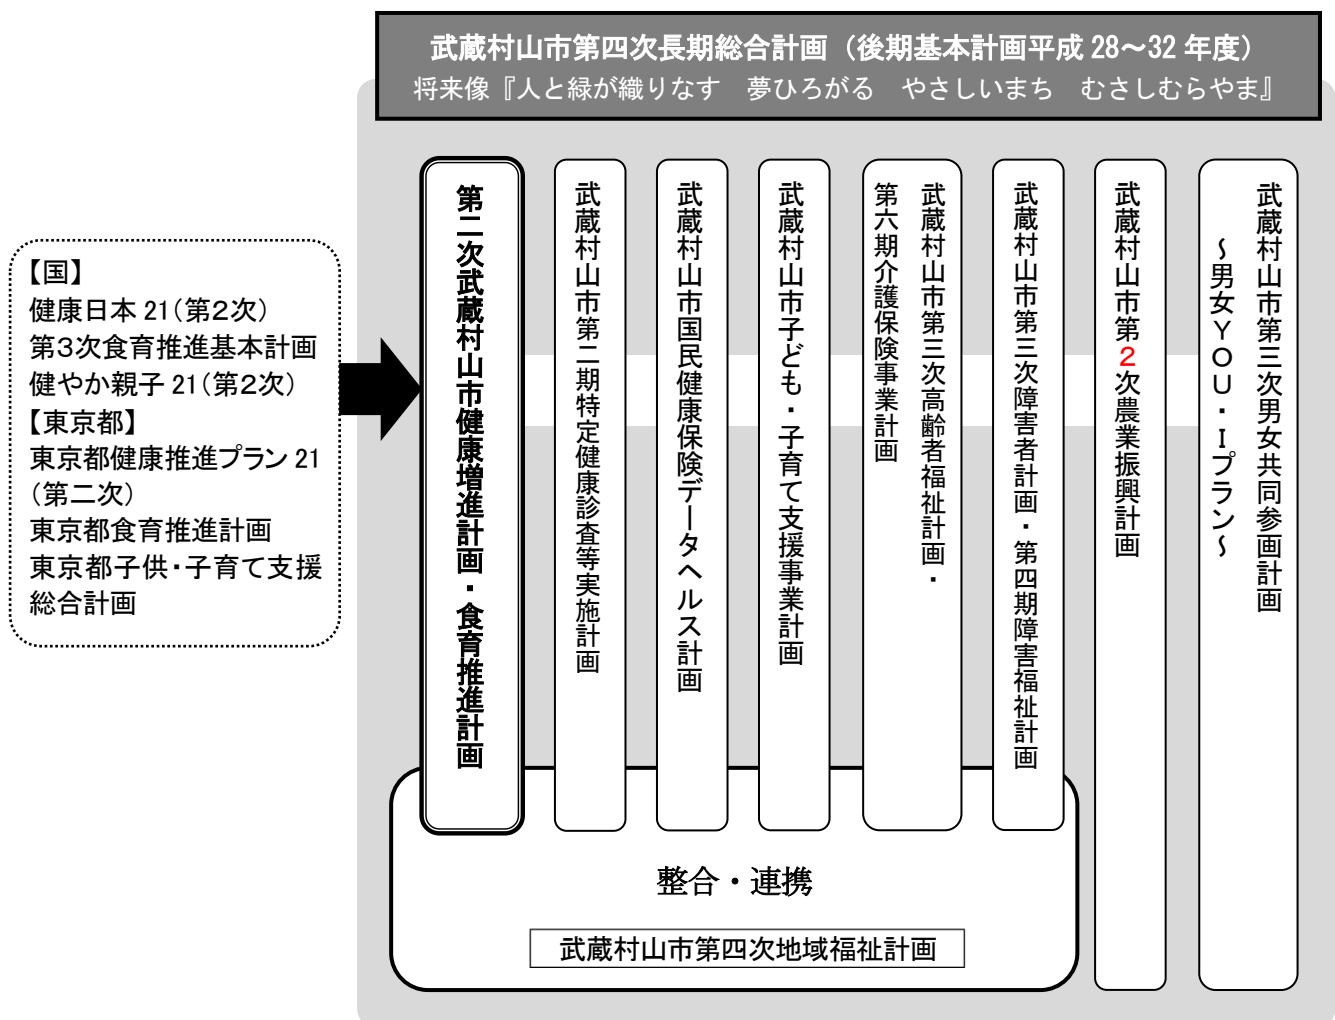 武蔵村山市第四次長期総合計画（後期基本計画平成28～32年度）
将来像『人と緑が織りなす　夢ひろがる　やさしいまち　むさしむらやま』
【国】
健康日本21（第２次）
第３次食育推進基本計画
健やか親子21（第２次）
【東京都】
東京都健康推進プラン21
（第二次）
東京都食育推進計画
東京都子供・子育て支援
総合計画
第二次武蔵村山市健康増進計画・食育推進計画
武蔵村山市第二期特定健康診査等実施計画
武蔵村山市国民健康保険データヘルス計画
武蔵村山市子ども・子育て支援事業計画
武蔵村山市第三次高齢者福祉計画・
第六期介護保険事業計画
武蔵村山市第三次障害者計画・第四期障害福祉計画
武蔵村山市第２次農業振興計画
武蔵村山市第三次男女共同参画計画
～男女ＹＯＵ・Ｉプラン～
整合・連携
武蔵村山市第四次地域福祉計画